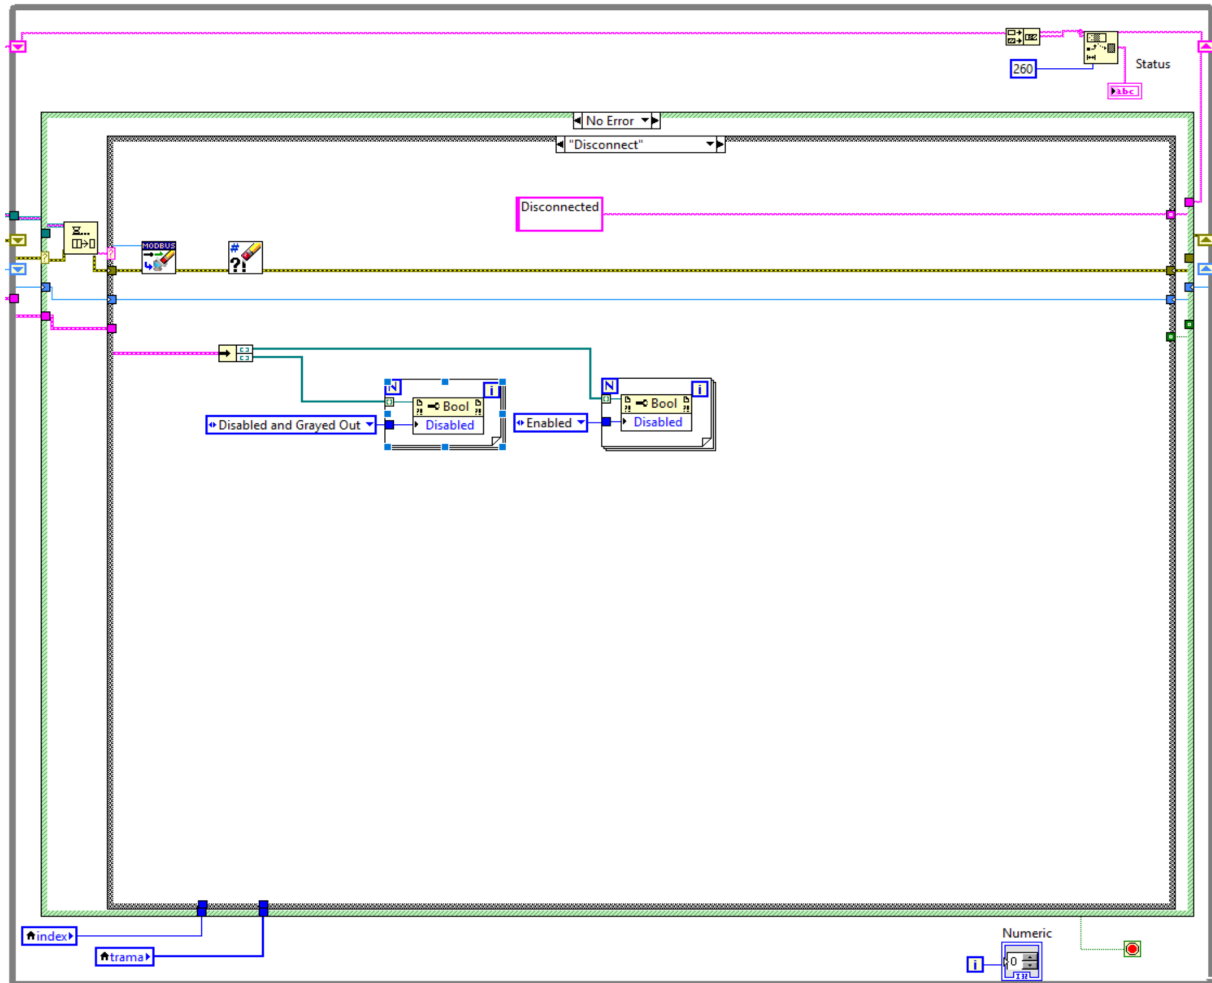 260
Status
Abc
No Error
"Disconnect"
Disconnected
MODBUS
#
?!
N
i
Bool
Disabled and Grayed Out
Disabled
N
i
Bool
Enabled
Disabled
index
trama
Numeric
i
0